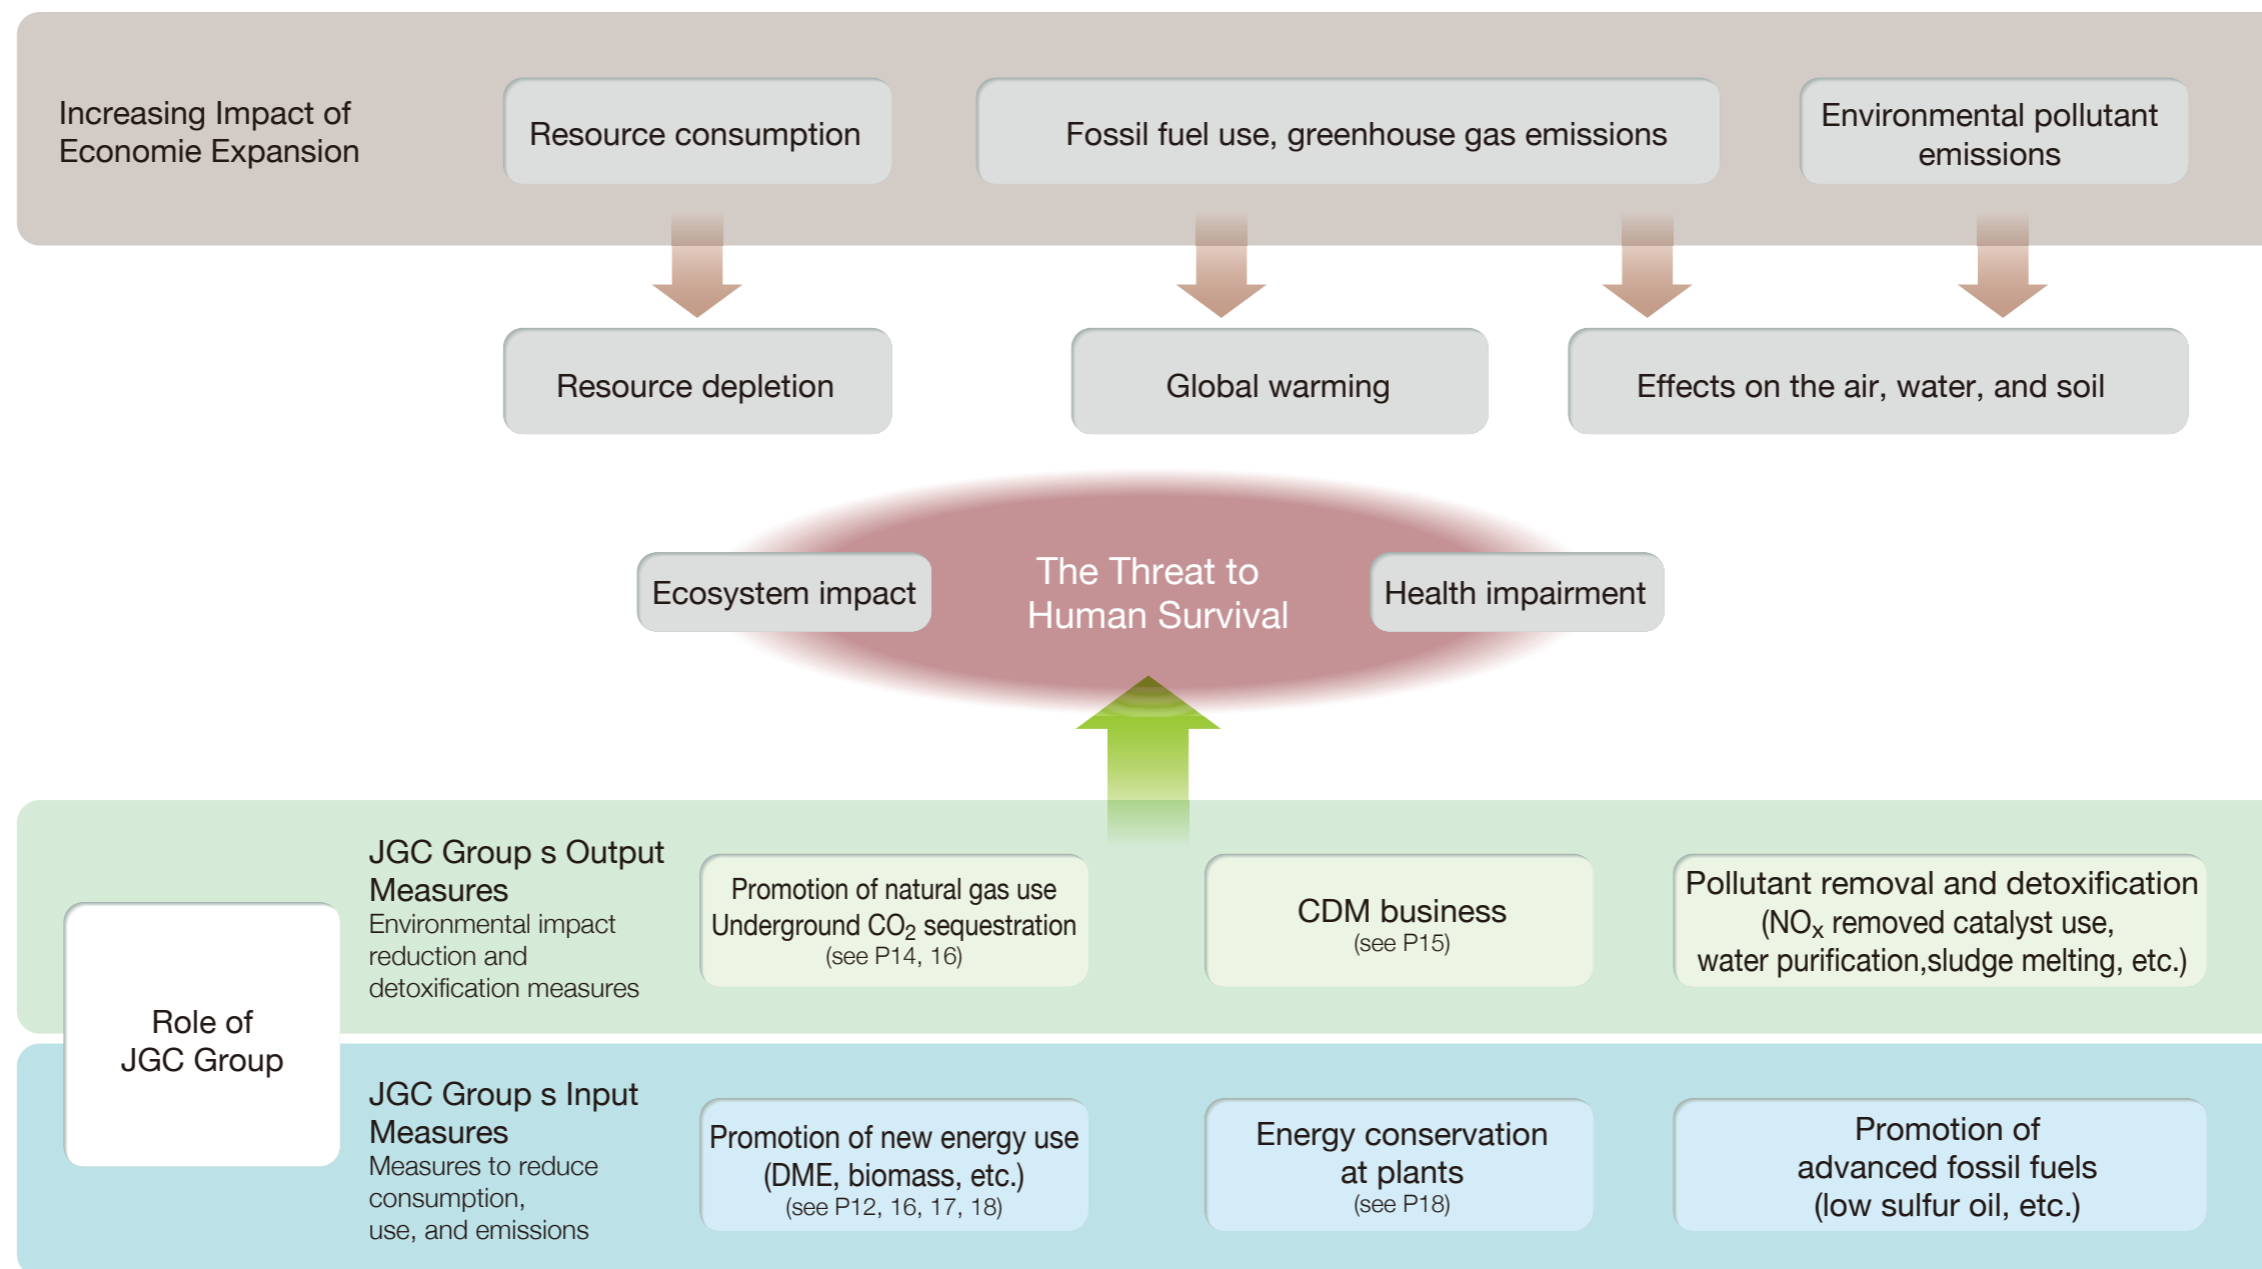 Increasing Impact of
Economie Expansion
Resource consumption
Fossil fuel use, greenhouse gas emissions
Environmental pollutant
emissions
Resource depletion
Global warming
Effects on the air, water, and soil
Ecosystem impact
The Threat to
Human Survival
Health impairment
Role of
JGC Group
JGC Group s Output
Measures
Environmental impact
reduction and
detoxification measures
Promotion of natural gas use
Underground CO₂ sequestration
(see P14, 16)
CDM business
(see P15)
Pollutant removal and detoxification
(NOₓ removed catalyst use,
water purification,sludge melting, etc.)
JGC Group s Input
Measures
Measures to reduce
consumption,
use, and emissions
Promotion of new energy use
(DME, biomass, etc.)
(see P12, 16, 17, 18)
Energy conservation
at plants
(see P18)
Promotion of
advanced fossil fuels
(low sulfur oil, etc.)